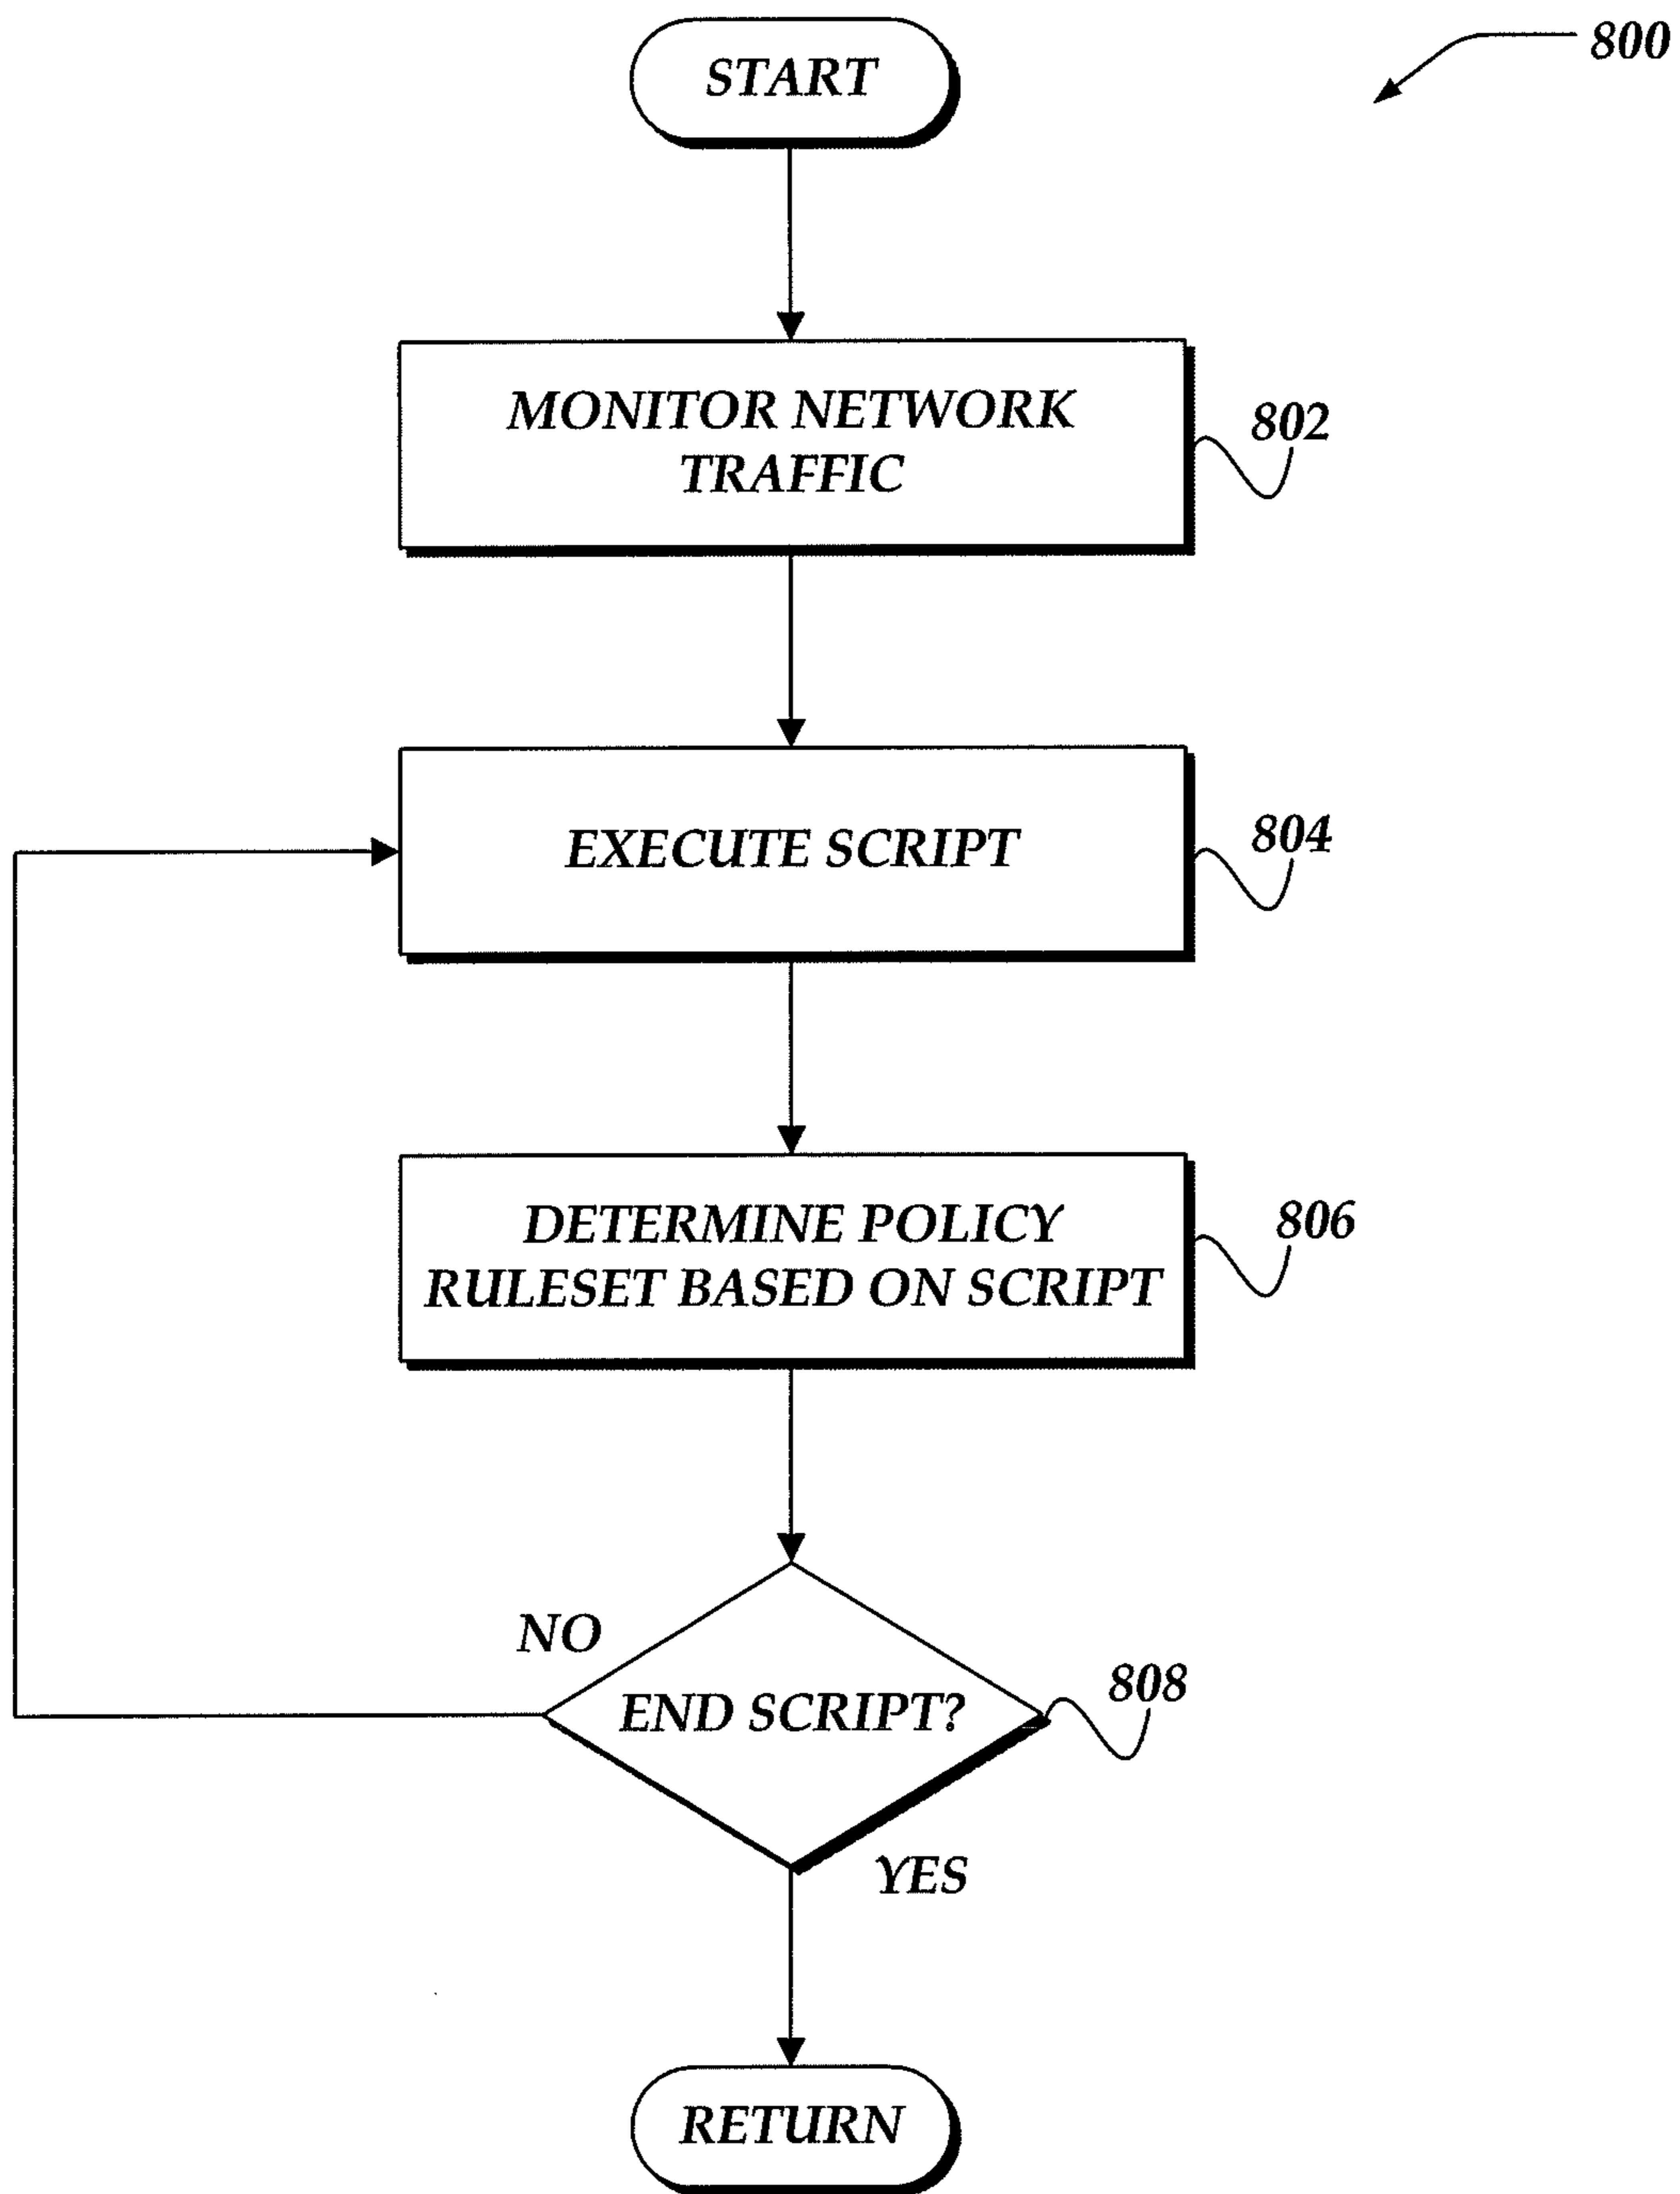 START
800
MONITOR NETWORK
TRAFFIC
802
EXECUTE SCRIPT
804
DETERMINE POLICY
RULESET BASED ON SCRIPT
806
NO
END SCRIPT?
808
YES
RETURN